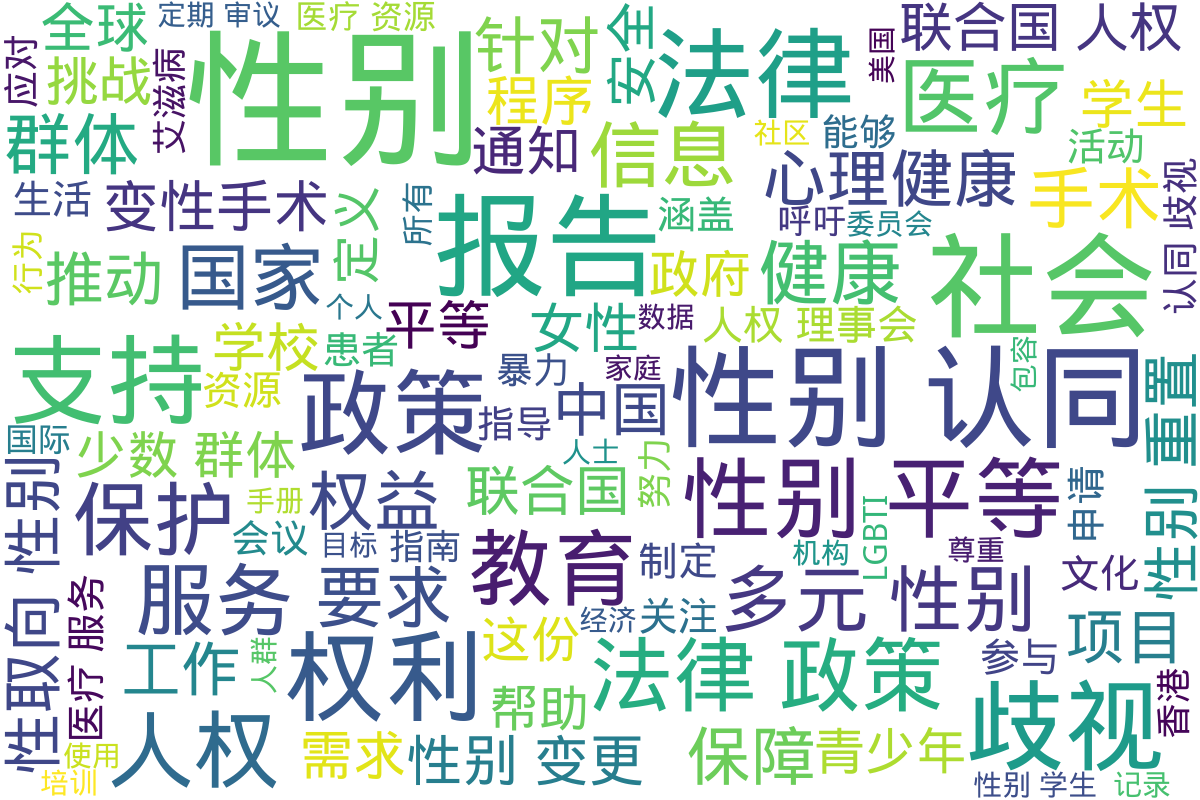 定期 审议
医疗 资源
全球
性别
针对
安全
法律
美国
联合国 人权
应对
挑战
艾滋病
程序
医疗
学生
群体
通知
信息
社区
能够
活动
心理健康
歧视
生活
变性手术
定义
所有
报告
涵盖
呼吁
委员会
手术
认同
行为
推动
国家
政府
健康
社会
个人
平等
女性
数据
人权 理事会
支持
学校
患者
资源
政策
暴力
家庭
性别 认同
包容
重置
指导
中国
国际
少数 群体
人士
性别
保护
手册
权益
联合国
努力
性别 平等
LGBTI
申请
会议
目标
指南
教育
制定
机构
尊重
性别
文化
性取向
医疗 服务
服务
要求
多元 性别
工作
人群
权利
这份
经济
关注
法律 政策
参与
项目
人权
帮助
歧视
香港
使用
培训
需求
性别 变更
保障
青少年
性别 学生
记录